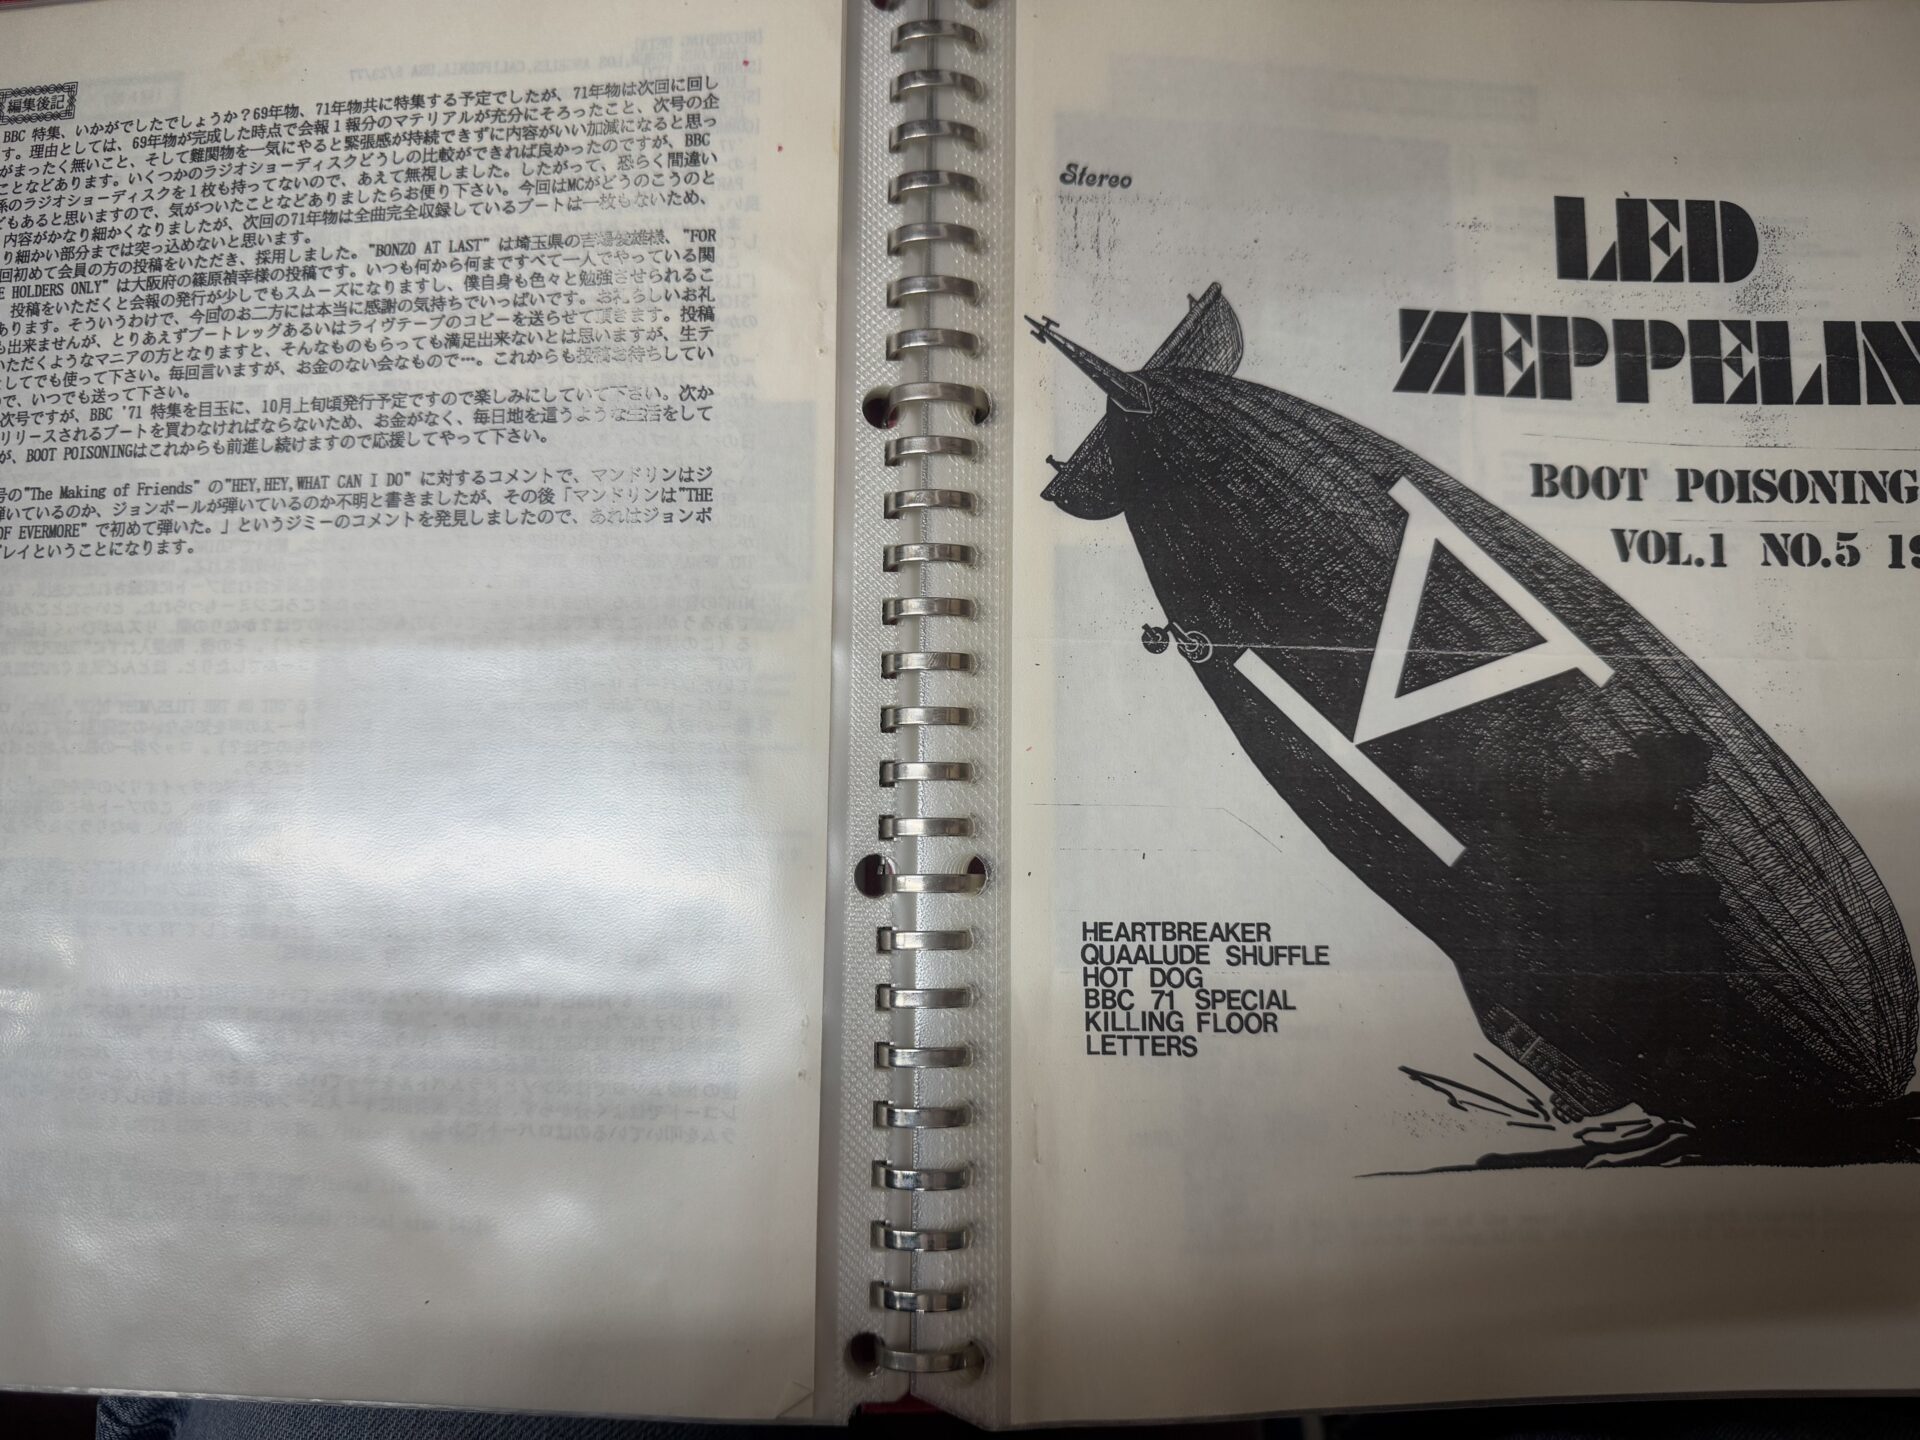 編集後記
BBC 特集、いかがでしたでしょうか？69年物、71年物共に特集する予定でしたが、71年物は次回に回し
す。理由としては、69年物が完成した時点で会報１報分のマテリアルが充分にそろったこと、次号の企
がまったく無いこと、そして難関物を一気にやると緊張感が持続できずに内容がいい加減になると思っ
ことなどあります。いくつかのラジオショーディスクどうしの比較ができれば良かったのですが、BBC
系のラジオショーディスクを１枚も持ってないので、あえて無視しました。したがって、恐らく間違い
どもあると思いますので、気がついたことなどありましたらお便り下さい。今回はMCがどうのこうのと
内容がかなり細かくなりましたが、次回の71年物は全曲完全収録しているブートは一枚もないため、
り細かい部分までは突っ込めないと思います。
回初めて会員の方の投稿をいただき、採用しました。"BONZO AT LAST" は埼玉県の様、"FOR
E HOLDERS ONLY" は大阪府の篠原禎幸様の投稿です。いつも何から何まですべて一人でやっている関
投稿をいただくと会報の発行が少しでもスムーズになりますし、僕自身も色々と勉強させられるこ
あります。そういうわけで、今回のお二方には本当に感謝の気持ちでいっぱいです。お礼らしいお礼
も出来ませんが、とりあえずブートレッグあるいはライヴテープのコピーを送らせて頂きます。投稿
いただくようなマニアの方となりますと、そんなものもらっても満足出来ないとは思いますが、生テ
としてでも使って下さい。毎回言いますが、お金のない会なもので…。これからも投稿お待ちしてい
ので、いつでも送って下さい。
次号ですが、BBC '71 特集を目玉に、10月上旬頃発行予定ですので楽しみにしていて下さい。次か
リリースされるブートを買わなければならないため、お金がなく、毎日地を這うような生活をして
が、BOOT POISONINGはこれからも前進し続けますので応援してやって下さい。
号の"The Making of Friends" の"HEY,HEY,WHAT CAN I DO" に対するコメントで、マンドリンはジ
弾いているのか、ジョンポールが弾いているのか不明と書きましたが、その後「マンドリンは"THE
OF EVERMORE" で初めて弾いた。」というジミーのコメントを発見しましたので、あれはジョンポ
プレイということになります。
Stereo
LED
ZEPPELIN
BOOT POISONING
VOL.1 NO.5 19
HEARTBREAKER
QUAALUDE SHUFFLE
HOT DOG
BBC 71 SPECIAL
KILLING FLOOR
LETTERS